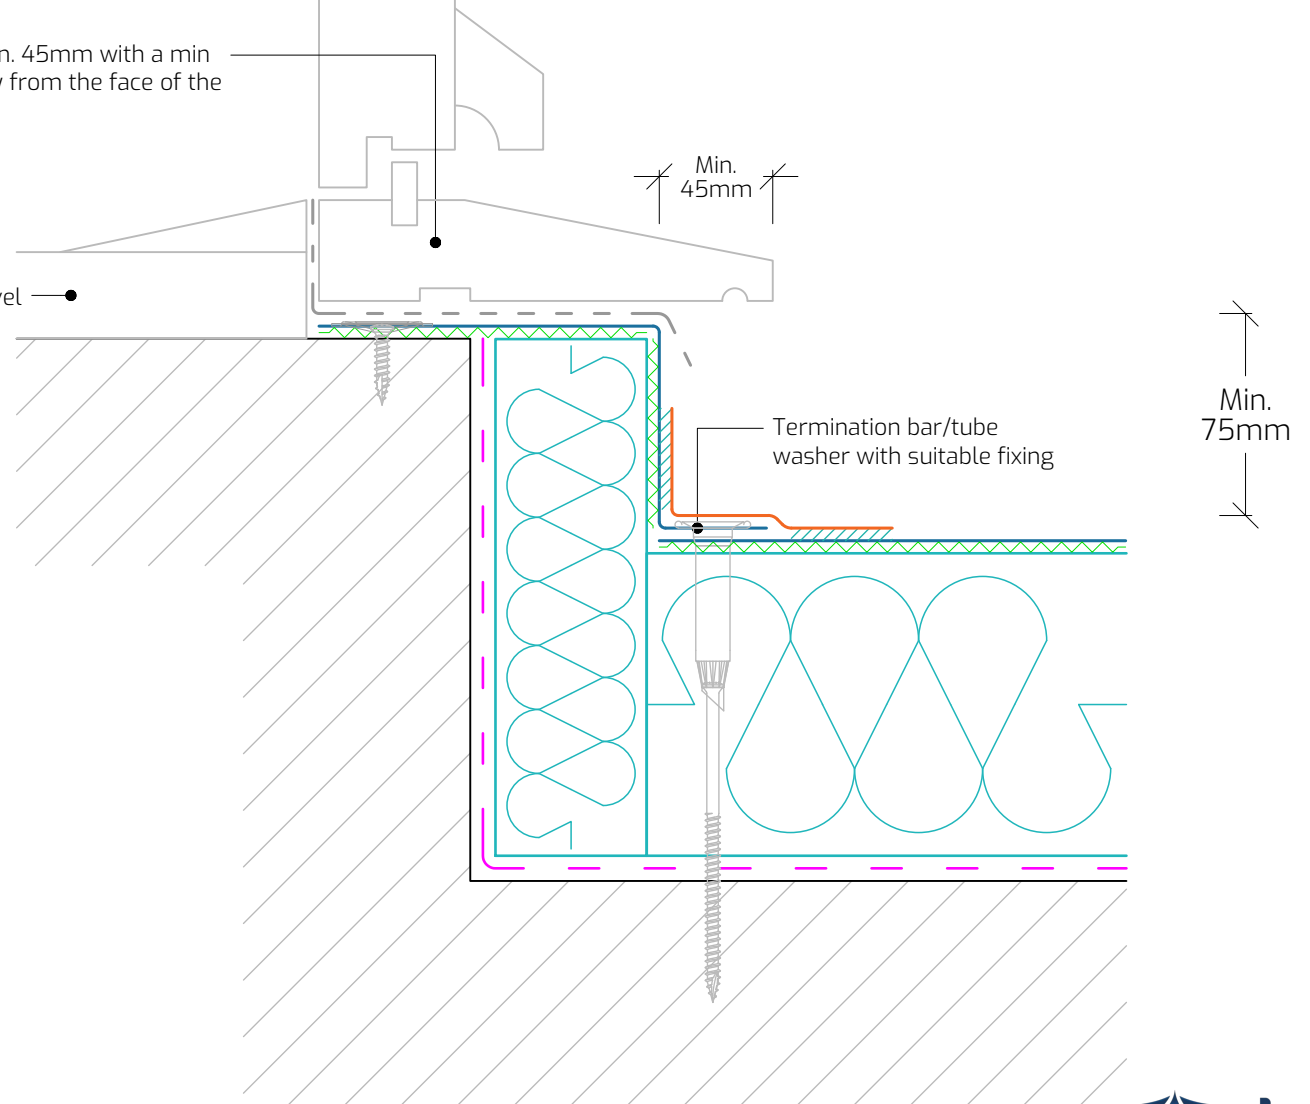 45mm with a min
from the face of the
Min.
45mm
Min.
75mm
Termination bar/tube
washer with suitable fixing